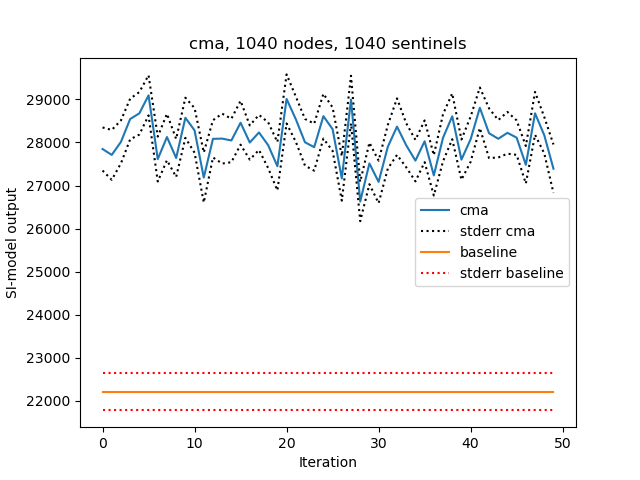 cma, 1040 nodes, 1040 sentinels
SI-model output
29000
28000
27000
26000
25000
24000
23000
22000
cma
stderr cma
baseline
stderr baseline
0
10
20
30
40
50
Iteration